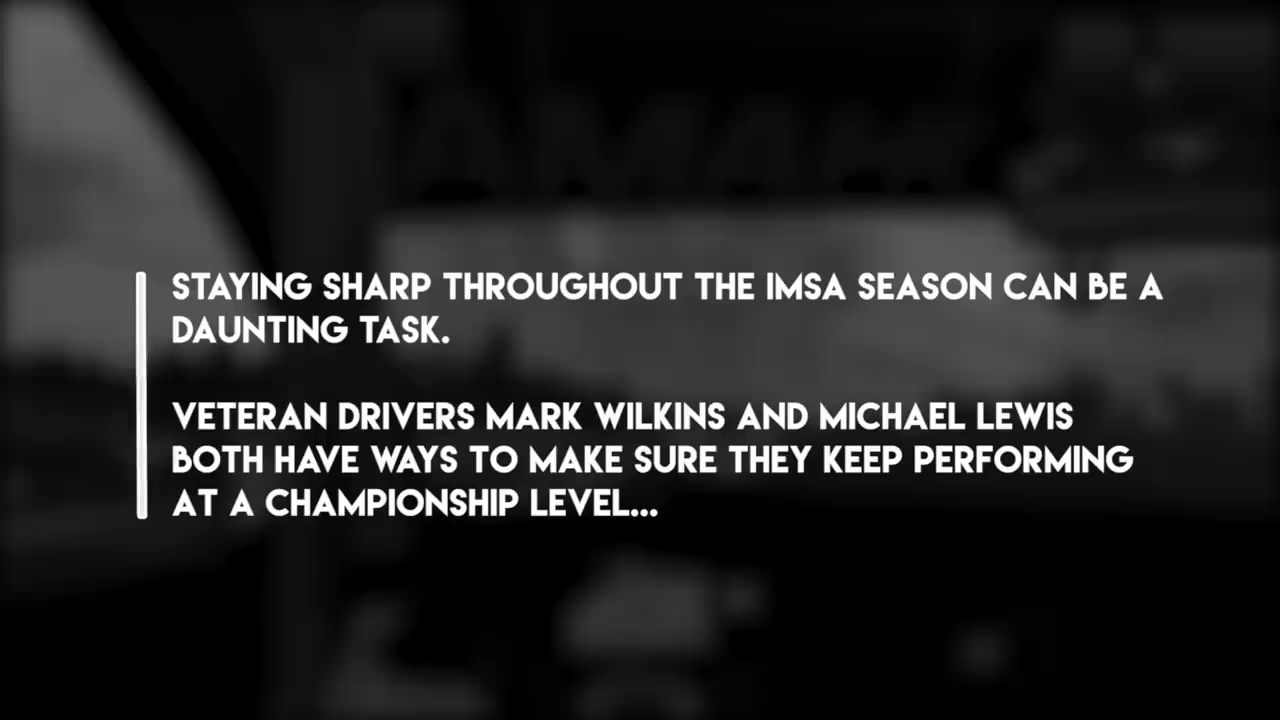 STAYING SHARP THROUGHOUT THE IMSA SEASON CAN BE A
DAUNTING TASK.
VETERAN DRIVERS MARK WILKINS AND MICHAEL LEWIS
BOTH HAVE WAYS TO MAKE SURE THEY KEEP PERFORMING
AT A CHAMPIONSHIP LEVEL...